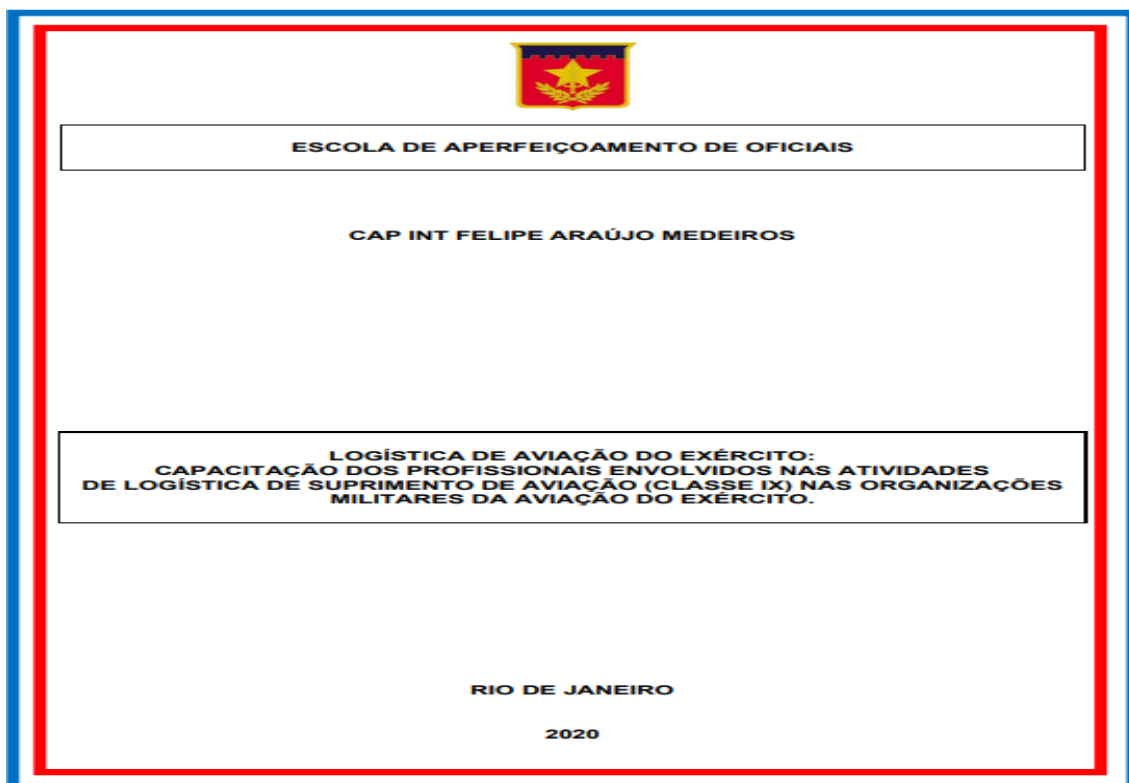 ESCOLA DE APERFEIÇOAMENTO DE OFICIAIS
CAP INT FELIPE ARAÚJO MEDEIROS
LOGÍSTICA DE AVIAÇÃO DO EXÉRCITO:
CAPACITAÇÃO DOS PROFISSIONAIS ENVOLVIDOS NAS ATIVIDADES
DE LOGÍSTICA DE SUPRIMENTO DE AVIAÇÃO (CLASSE IX) NAS ORGANIZAÇÕES
MILITARES DA AVIAÇÃO DO EXÉRCITO.
RIO DE JANEIRO
2020